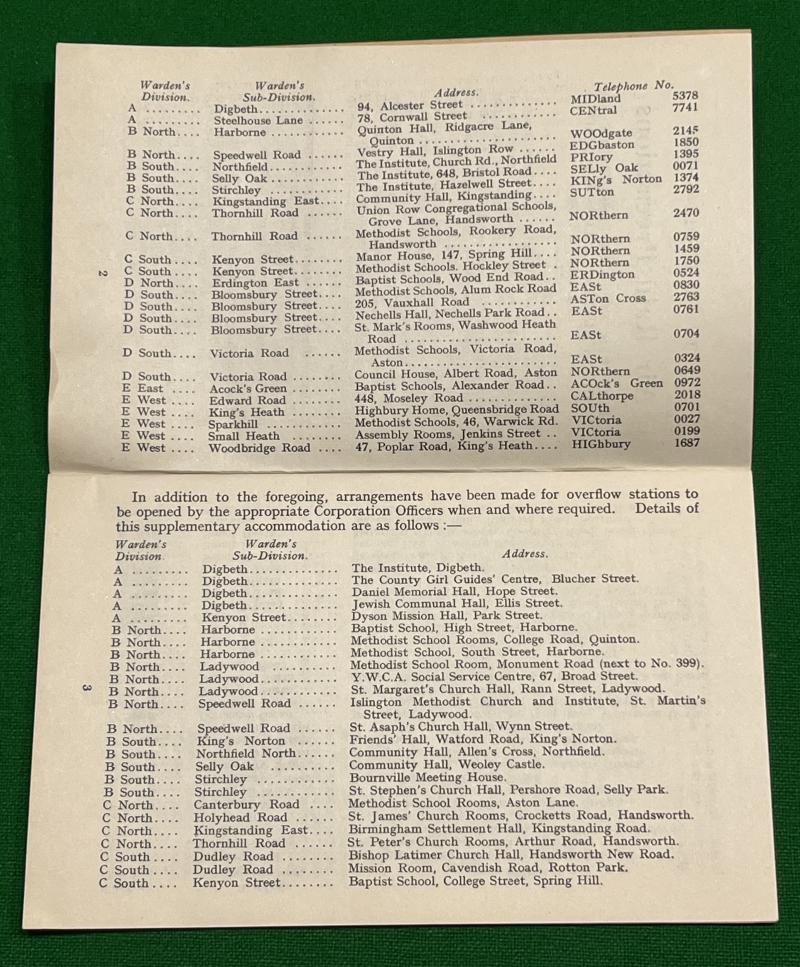 Warden's Warden's
Division. Sub-Division. Address. Telephone No.
A ......... Digbeth............ 94, Alcester Street ............. MIDland 5378
A ......... Steelhouse Lane ...... 78, Cornwall Street ........... CENtral 7741
B North.... Harborne ............ Quinton Hall, Ridgacre Lane,
Quinton ..................... WOOdgate 2145
B North.... Speedwell Road ...... Vestry Hall, Islington Row ...... EDGbaston 1850
B South.... Northfield............ The Institute, Church Rd., Northfield PRIory 1395
B South.... Selly Oak ............ The Institute, 648, Bristol Road.... SELly Oak 0071
B South.... Stirchley ............ The Institute, Hazelwell Street.... KINg's Norton 1374
C North.... Kingstanding East.... Community Hall, Kingstanding.... SUTton 2792
C North.... Thornhill Road ...... Union Row Congregational Schools,
Grove Lane, Handsworth ...... NORthern 2470
C North.... Thornhill Road ...... Methodist Schools, Rookery Road,
Handsworth ................. NORthern 0759
C South.... Kenyon Street........ Manor House, 147, Spring Hill.... NORthern 1459
C South.... Kenyon Street........ Methodist Schools. Hockley Street . NORthern 1750
D North.... Erdington East ...... Baptist Schools, Wood End Road.. ERDington 0524
D South.... Bloomsbury Street.... Methodist Schools, Alum Rock Road EASt 0830
D South.... Bloomsbury Street.... 205, Vauxhall Road ............ ASTon Cross 2763
D South.... Bloomsbury Street.... Nechells Hall, Nechells Park Road.. EASt 0761
D South.... Bloomsbury Street.... St. Mark's Rooms, Washwood Heath
Road ........................ EASt 0704
D South.... Victoria Road ...... Methodist Schools, Victoria Road,
Aston........................ EASt 0324
D South.... Victoria Road ........ Council House, Albert Road, Aston NORthern 0649
E East .... Acock's Green ........ Baptist Schools, Alexander Road.. ACOck's Green 0972
E West .... Edward Road ........ 448, Moseley Road .............. CALthorpe 2018
E West .... King's Heath ........ Highbury Home, Queensbridge Road SOUth 0701
E West .... Sparkhill ............ Methodist Schools, 46, Warwick Rd. VICtoria 0027
E West .... Small Heath ........ Assembly Rooms, Jenkins Street .. VICtoria 0199
E West .... Woodbridge Road .... 47, Poplar Road, King's Heath.... HIGhbury 1687
2
In addition to the foregoing, arrangements have been made for overflow stations to
be opened by the appropriate Corporation Officers when and where required. Details of
this supplementary accommodation are as follows :—
Warden's Warden's
Division. Sub-Division. Address.
A ......... Digbeth.............. The Institute, Digbeth.
A ......... Digbeth.............. The County Girl Guides' Centre, Blucher Street.
A ......... Digbeth.............. Daniel Memorial Hall, Hope Street.
A ......... Digbeth.............. Jewish Communal Hall, Ellis Street.
A ......... Kenyon Street........ Dyson Mission Hall, Park Street.
B North.... Harborne ............ Baptist School, High Street, Harborne.
B North.... Harborne ............ Methodist School Rooms, College Road, Quinton.
B North.... Harborne ............ Methodist School, South Street, Harborne.
B North.... Ladywood ............ Methodist School Room, Monument Road (next to No. 399).
B North.... Ladywood............ Y.W.C.A. Social Service Centre, 67, Broad Street.
B North.... Ladywood............ St. Margaret's Church Hall, Rann Street, Ladywood.
B North.... Speedwell Road ...... Islington Methodist Church and Institute, St. Martin's
Street, Ladywood.
B North.... Speedwell Road ...... St. Asaph's Church Hall, Wynn Street.
B South.... King's Norton ...... Friends' Hall, Watford Road, King's Norton.
B South.... Northfield North...... Community Hall, Allen's Cross, Northfield.
B South.... Selly Oak .......... Community Hall, Weoley Castle.
B South.... Stirchley ............ Bournville Meeting House.
B South.... Stirchley ............ St. Stephen's Church Hall, Pershore Road, Selly Park.
C North.... Canterbury Road .... Methodist School Rooms, Aston Lane.
C North.... Holyhead Road ...... St. James' Church Rooms, Crocketts Road, Handsworth.
C North.... Kingstanding East.... Birmingham Settlement Hall, Kingstanding Road.
C North.... Thornhill Road ...... St. Peter's Church Rooms, Arthur Road, Handsworth.
C South.... Dudley Road ........ Bishop Latimer Church Hall, Handsworth New Road.
C South.... Dudley Road ........ Mission Room, Cavendish Road, Rotton Park.
C South.... Kenyon Street........ Baptist School, College Street, Spring Hill.
3